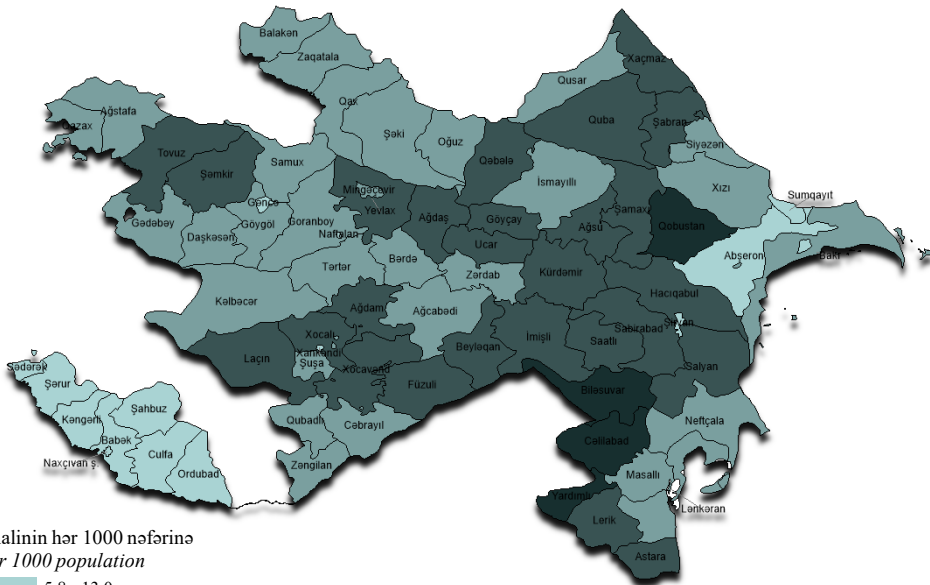 Balakən
Zaqatala
Xaçmaz
Qusar
Qax
Ağstafa
Quba
Şabran
Qazax
Şəki
Oğuz
Siyəzən
Tovuz
Samux
Qəbələ
Şəmkir
İsmayıllı
Xızı
Mingəçevir
Sumqayıt
Gəncə
Yevlax
Gədəbəy
Goranboy
Ağdaş
Göyçay
Şamaxı
Göygöl
Ağsu
Qobustan
Daşkəsən
Naftalan
Ucar
Abşeron
Bakı
Bərdə
Tərtər
Zərdab
Kürdəmir
Kəlbəcər
Hacıqabul
Ağdam
Ağcabədi
Şirvan
Xocalı
İmişli
Sabirabad
Laçın
Xankəndi
Beyləqan
Saatlı
Şuşa
Sədərək
Xocavənd
Salyan
Şərur
Füzuli
Biləsuvar
Şahbuz
Kəngərli
Qubadlı
Cəbrayıl
Neftçala
Babək
Cəlilabad
Culfa
Naxçıvan ş.
Zəngilan
Ordubad
Masallı
Yardımlı
Lənkəran
Lerik
Astara
alinin hər 1000 nəfərinə
r 1000 population